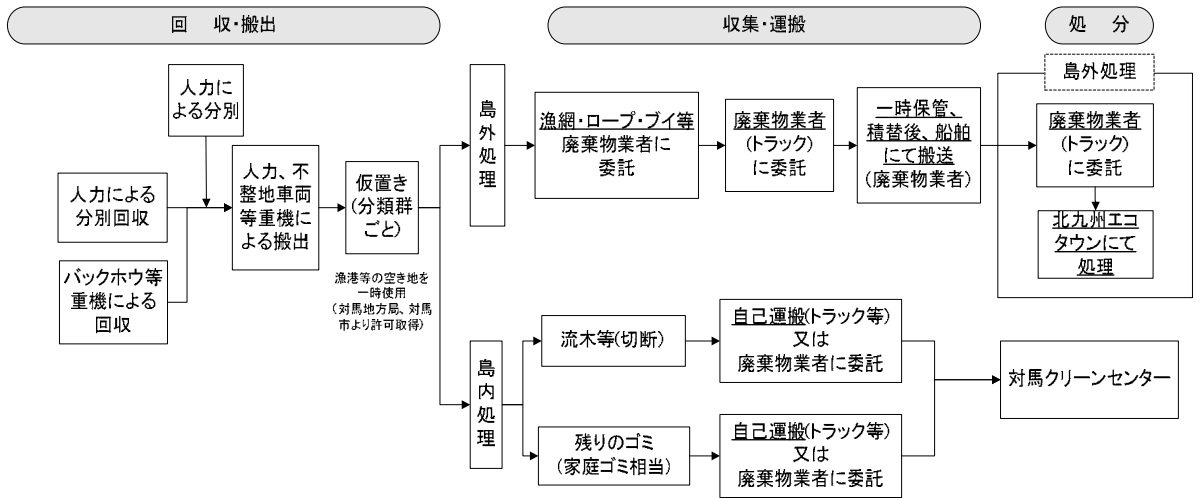 回　収・搬出
収集・運搬
処　分
人力に
よる分別
人力による
分別回収
バックホウ等
重機による
回収
人力、不
整地車両
等重機に
よる搬出
仮置き
(分類群
ごと)
漁港等の空き地を
一時使用
(対馬地方局、対馬
市より許可取得)
島外処理
漁網・ロープ・ブイ等
廃棄物業者に
委託
廃棄物業者
(トラック)
に委託
一時保管、
積替後、船舶
にて搬送
(廃棄物業者)
島外処理
廃棄物業者
(トラック)
に委託
北九州エコ
タウンにて
処理
島内処理
流木等(切断)
自己運搬(トラック等)
又は
廃棄物業者に委託
残りのゴミ
(家庭ゴミ相当)
自己運搬(トラック等)
又は
廃棄物業者に委託
対馬クリーンセンター